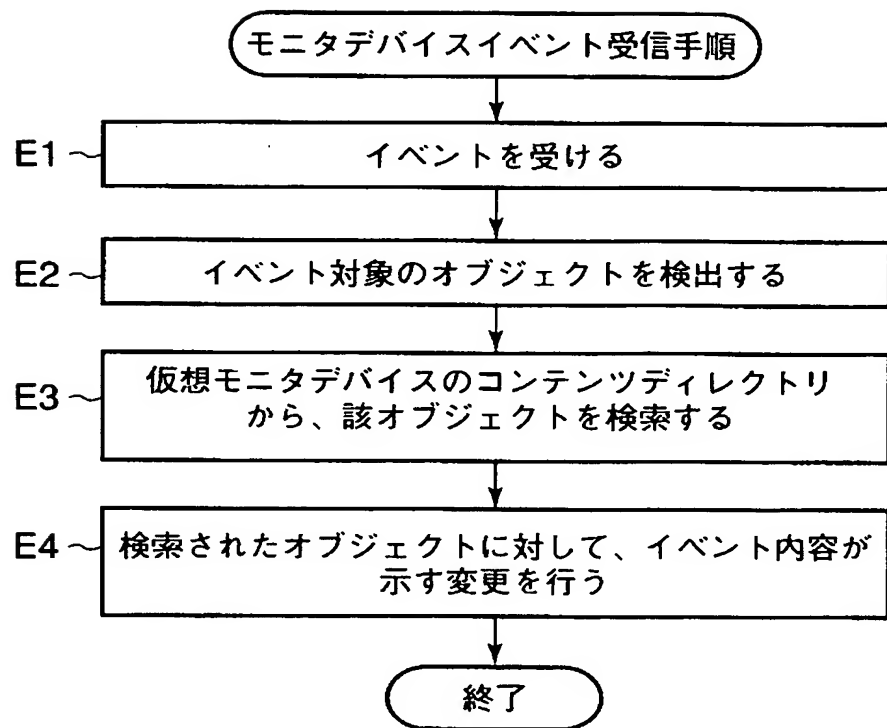 モニタデバイスイベント受信手順
E1 イベントを受ける
E2 イベント対象のオブジェクトを検出する
E3 仮想モニタデバイスのコンテンツディレクトリ
から、該オブジェクトを検索する
E4 検索されたオブジェクトに対して、イベント内容が
示す変更を行う
終了